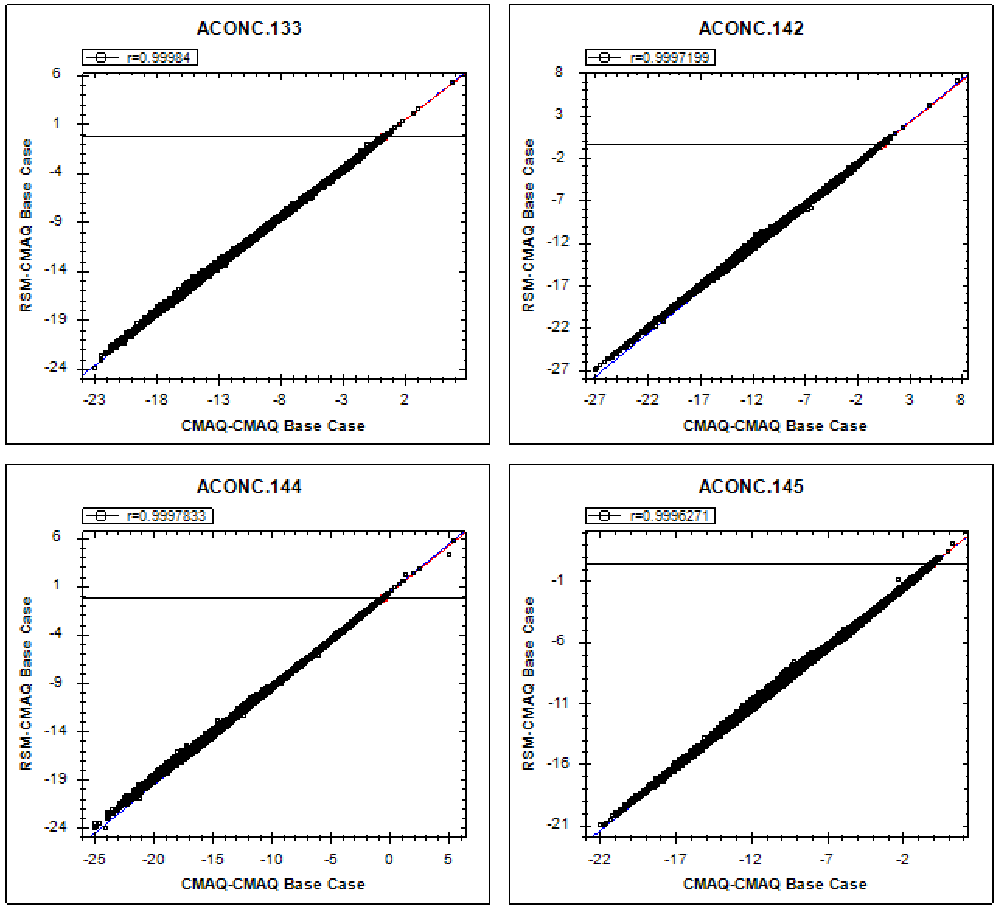 ACONC.133
r=0.99984
6
1
-4
-9
-14
-19
-24
RSM-CMAQ Base Case
-23 -18 -13 -8 -3 2
CMAQ-CMAQ Base Case
ACONC.142
r=0.9997199
8
3
-2
-7
-12
-17
-22
-27
RSM-CMAQ Base Case
-27 -22 -17 -12 -7 -2 3 8
CMAQ-CMAQ Base Case
ACONC.144
r=0.9997833
6
1
-4
-9
-14
-19
-24
RSM-CMAQ Base Case
-25 -20 -15 -10 -5 0 5
CMAQ-CMAQ Base Case
ACONC.145
r=0.9996271
-1
-6
-11
-16
-21
RSM-CMAQ Base Case
-22 -17 -12 -7 -2
CMAQ-CMAQ Base Case